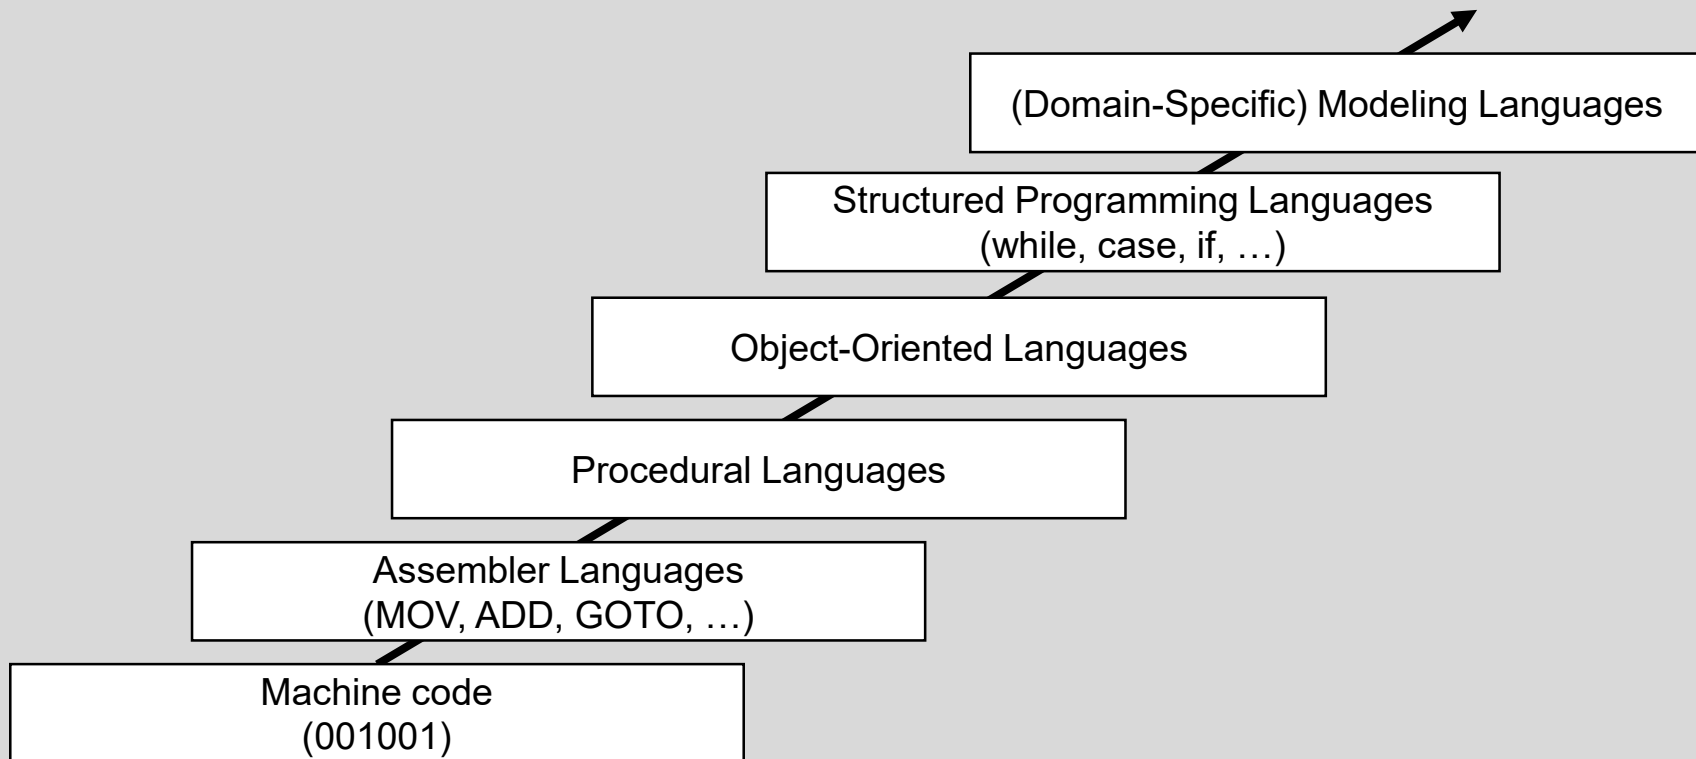 (Domain-Specific) Modeling Languages
Structured Programming Languages
(while, case, if, …)
Object-Oriented Languages
Procedural Languages
Assembler Languages
(MOV, ADD, GOTO, …)
Machine code
(001001)